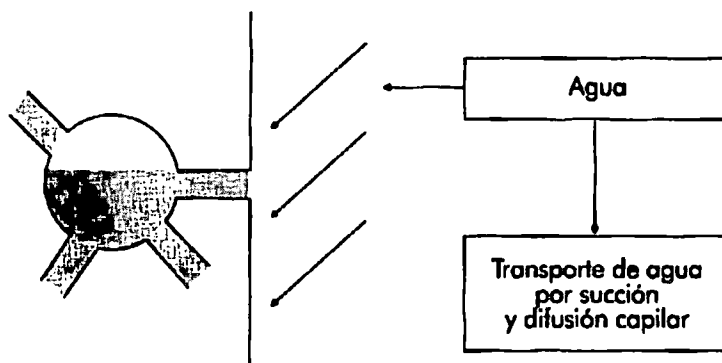 Agua
Transporte de agua
por succión
y difusión capilar